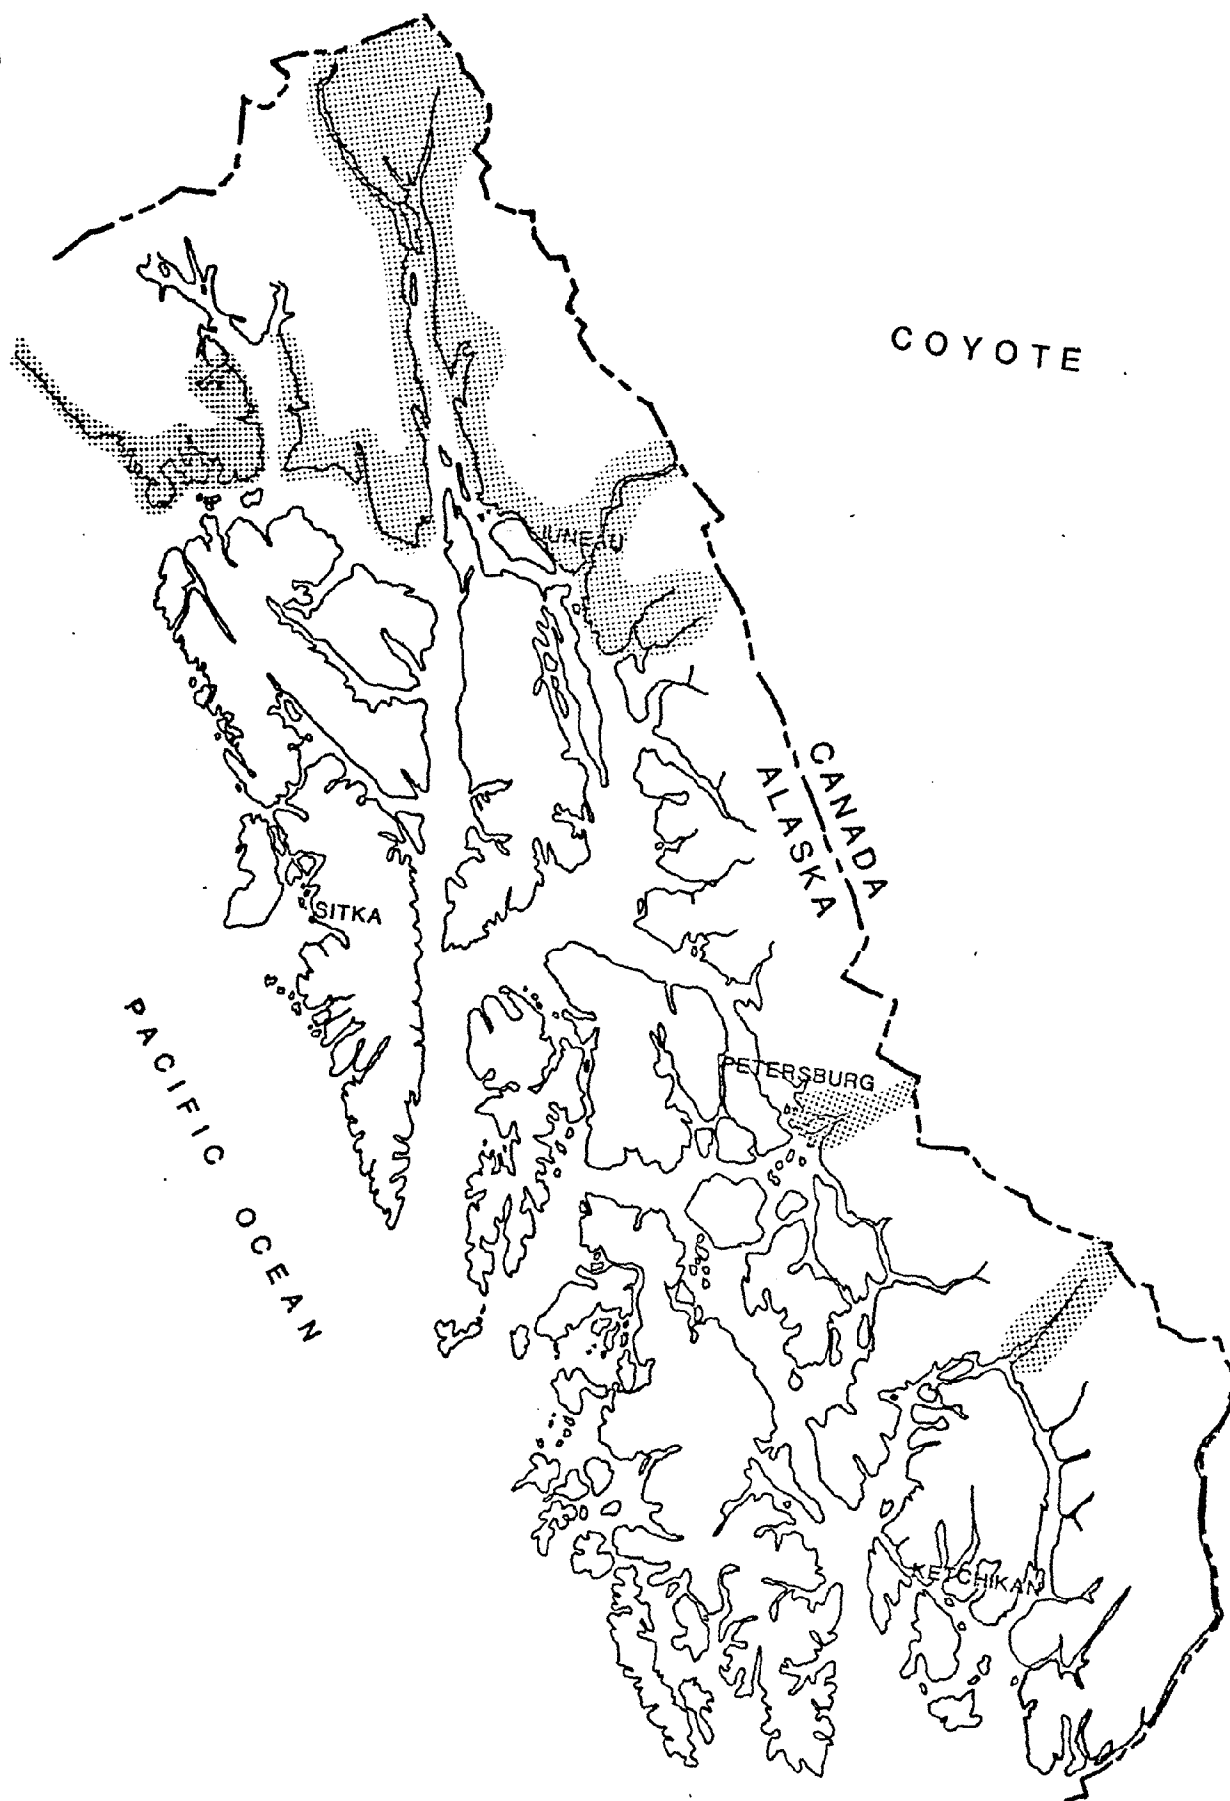 COYOTE
JUNEAU
CANADA
ALASKA
SITKA
PACIFIC OCEAN
PETERSBURG
KETCHIKAN